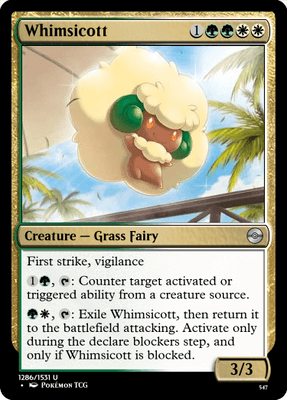 Whimsicott 1
Creature — Grass Fairy
First strike, vigilance
1, : Counter target activated or
triggered ability from a creature source.
, : Exile Whimsicott, then return it
to the battlefield attacking. Activate only
during the declare blockers step, and
only if Whimsicott is blocked.
3/3
1286/1531 U
• Pokémon TCG
547